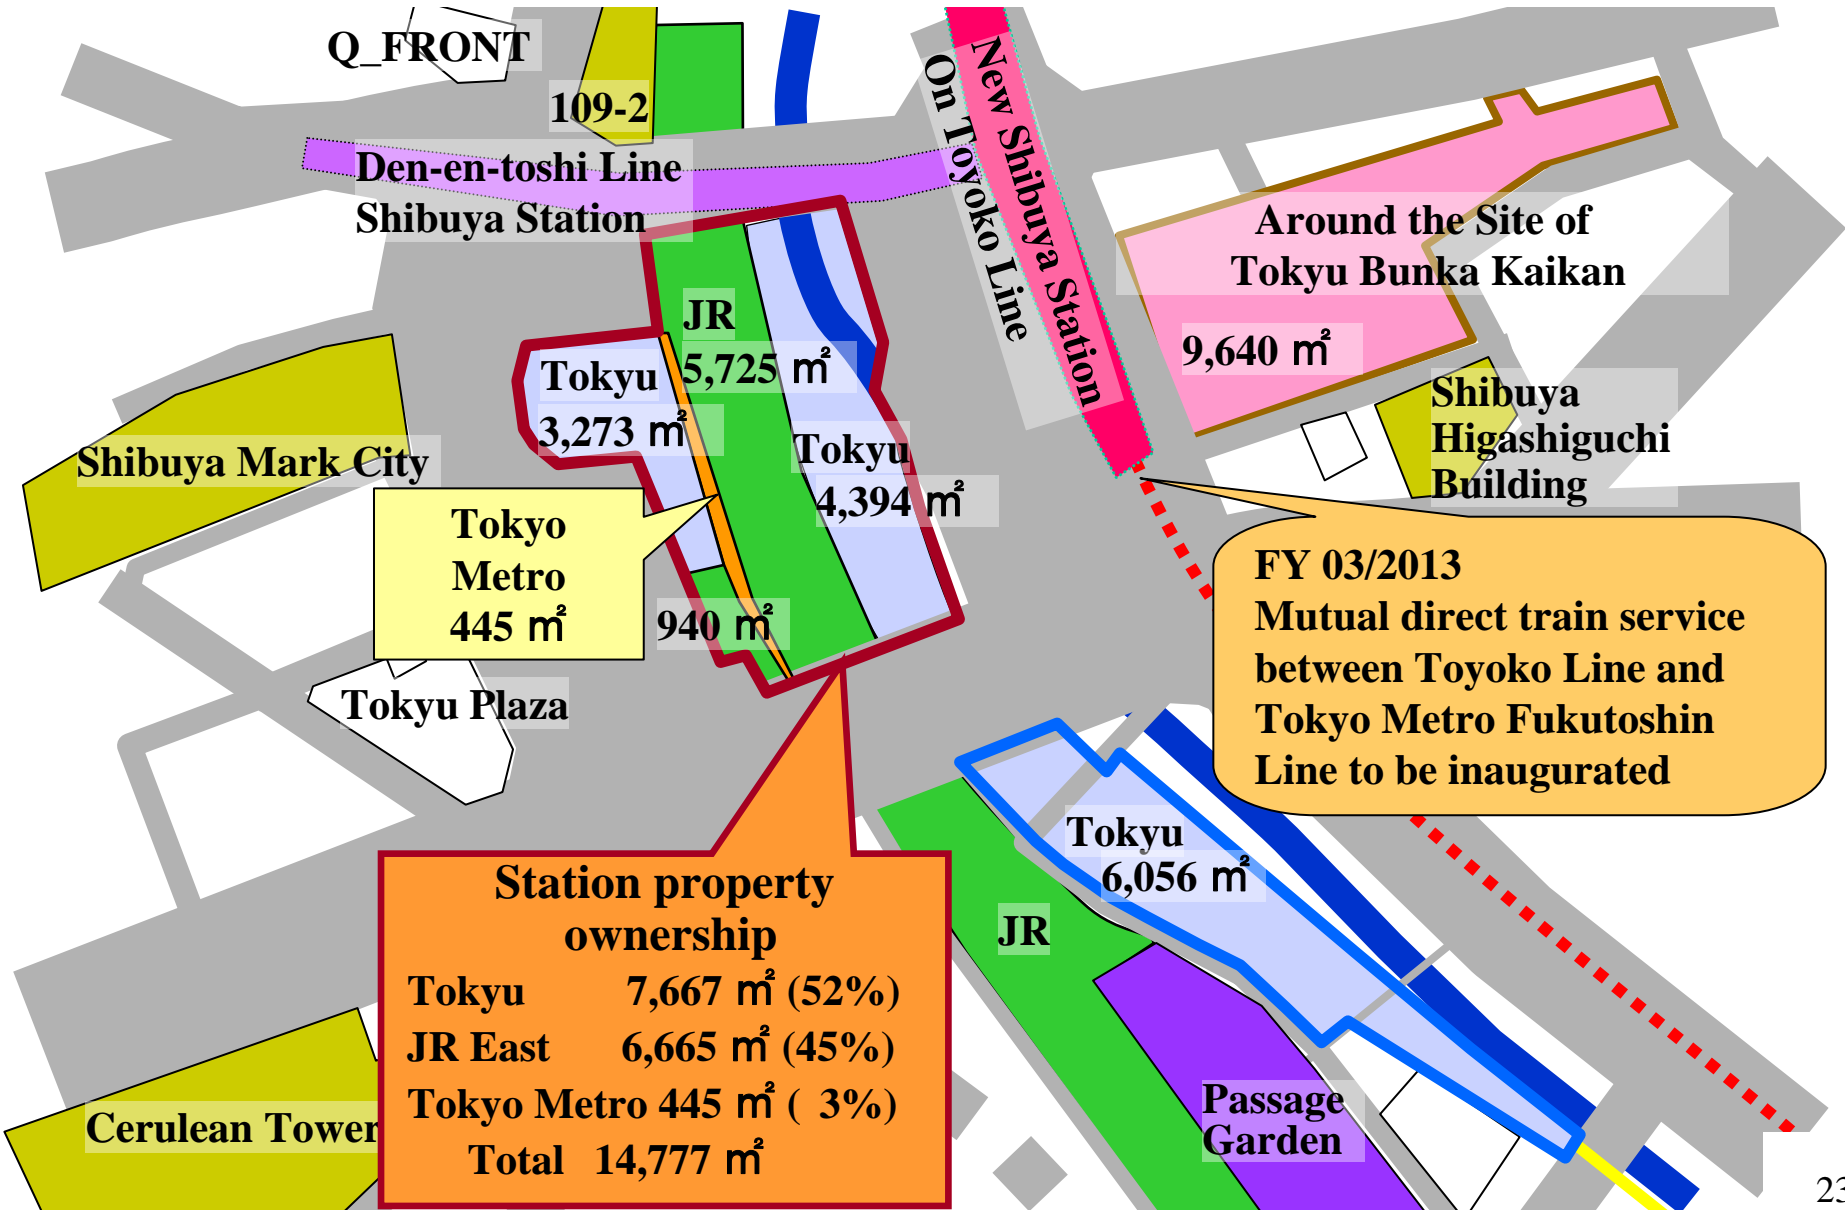 Q_FRONT
109-2
Den-en-toshi Line
Shibuya Station
New Shibuya Station
On Toyoko Line
Around the Site of
Tokyu Bunka Kaikan
9,640 ㎡
JR
5,725 ㎡
Tokyu
3,273 ㎡
Tokyu
4,394 ㎡
Shibuya
Higashiguchi
Building
Shibuya Mark City
Tokyo
Metro
445 ㎡
940 ㎡
FY 03/2013
Mutual direct train service
between Toyoko Line and
Tokyo Metro Fukutoshin
Line to be inaugurated
Tokyu Plaza
Tokyu
6,056 ㎡
JR
Station property
ownership
Tokyu 7,667 ㎡ (52%)
JR East 6,665 ㎡ (45%)
Tokyo Metro 445 ㎡ ( 3%)
Total 14,777 ㎡
Cerulean Tower
Passage
Garden
23